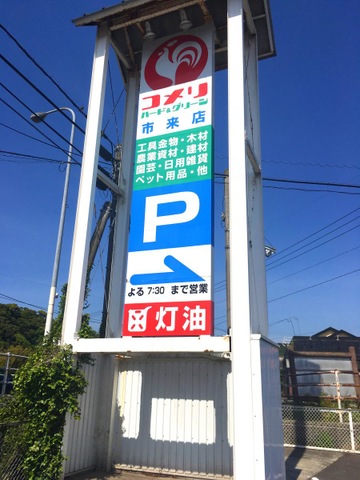 コメリ
ハード&グリーン
市来店
工具金物・木材
農業資材・建材
園芸・日用雑貨
ペット用品・他
P
よる 7:30 まで営業
灯油